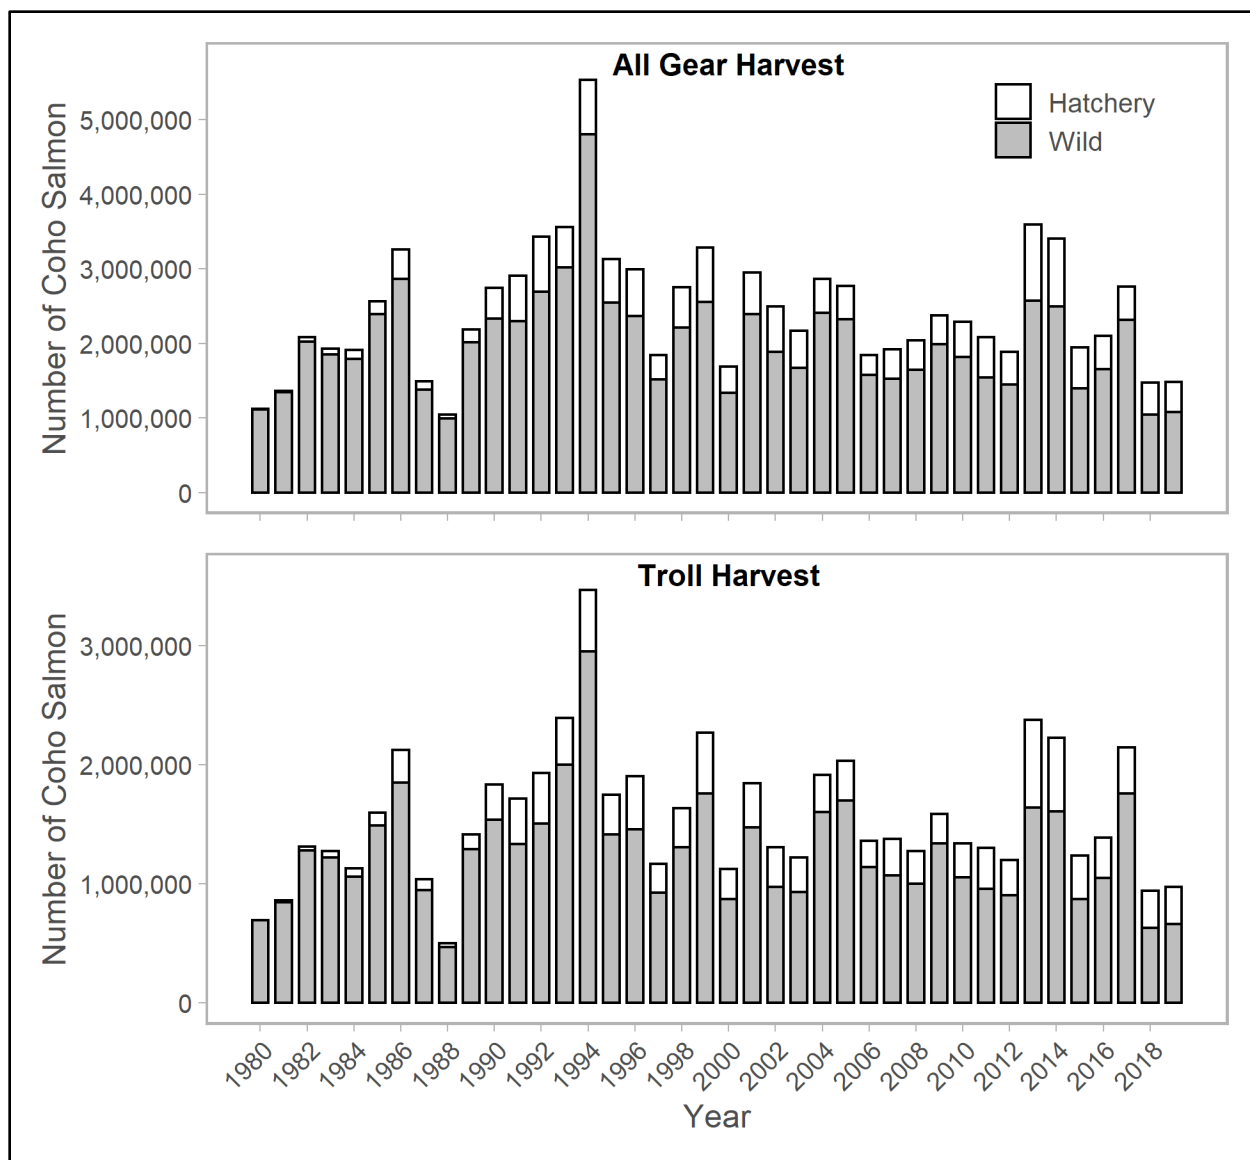 All Gear Harvest
Hatchery
Wild
Number of Coho Salmon
5,000,000
4,000,000
3,000,000
2,000,000
1,000,000
0
Troll Harvest
Number of Coho Salmon
3,000,000
2,000,000
1,000,000
0
1980 1982 1984 1986 1988 1990 1992 1994 1996 1998 2000 2002 2004 2006 2008 2010 2012 2014 2016 2018
Year